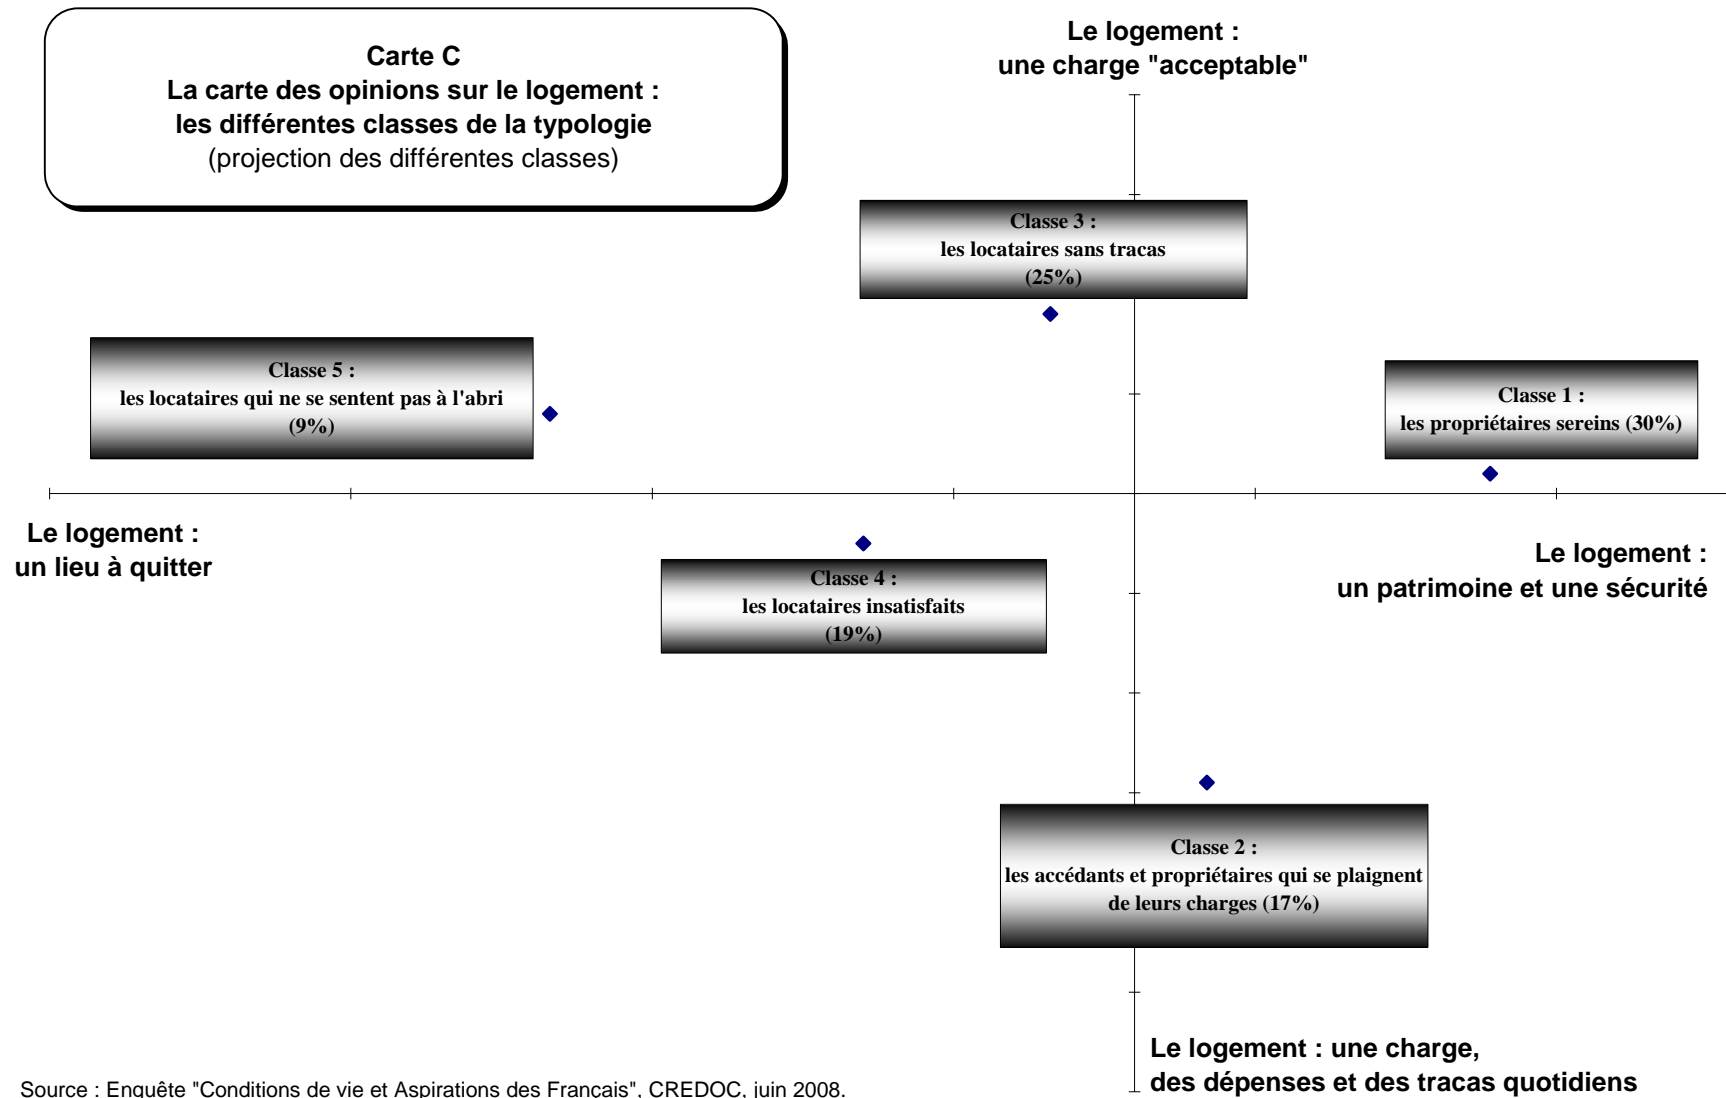 Carte C
La carte des opinions sur le logement :
les différentes classes de la typologie
(projection des différentes classes)
Le logement :
une charge "acceptable"
Classe 3 :
les locataires sans tracas
(25%)
Classe 5 :
les locataires qui ne se sentent pas à l'abri
(9%)
Classe 1 :
les propriétaires sereins (30%)
Le logement :
un lieu à quitter
Le logement :
un patrimoine et une sécurité
Classe 4 :
les locataires insatisfaits
(19%)
Classe 2 :
les accédants et propriétaires qui se plaignent
de leurs charges (17%)
Le logement : une charge,
des dépenses et des tracas quotidiens
Source : Enquête "Conditions de vie et Aspirations des Français", CREDOC, juin 2008.